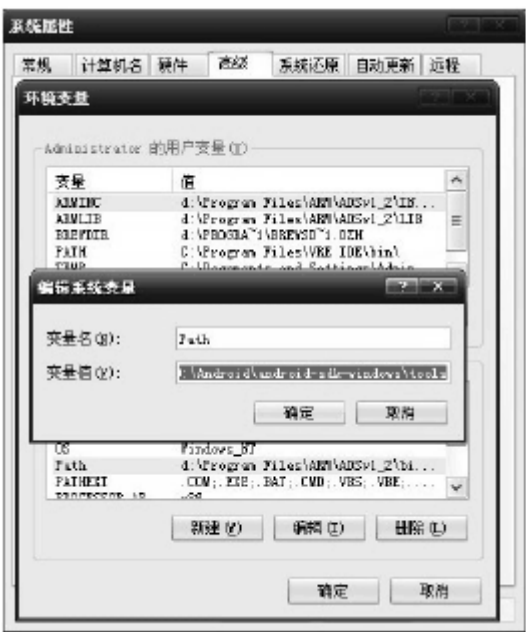 系统属性
常规 计算机名 硬件 高级 系统还原 自动更新 远程
环境变量
Administrator 的用户变量(U)
变量 值
ARMINC d:\Program Files\ARM\ADSv1_2\IN...
ARMLIB d:\Program Files\ARM\ADSv1_2\LIB
BREWDIR d:\PROGRA~1\BREWSD~1.0ZH
PATH C:\Program Files\VRE IDE\bin\
TEMP C:\Documents and Settings\Admin
编辑系统变量
变量名(N): Path
变量值(V): E:\Android\android-sdk-windows\tools
确定 取消
OS Windows_NT
Path d:\Program Files\ARM\ADSv1_2\bi...
PATHEXT .COM;.EXE;.BAT;.CMD;.VBS;.VBE;....
PROCESSOR_AR x86
新建(W) 编辑(I) 删除(L)
确定 取消